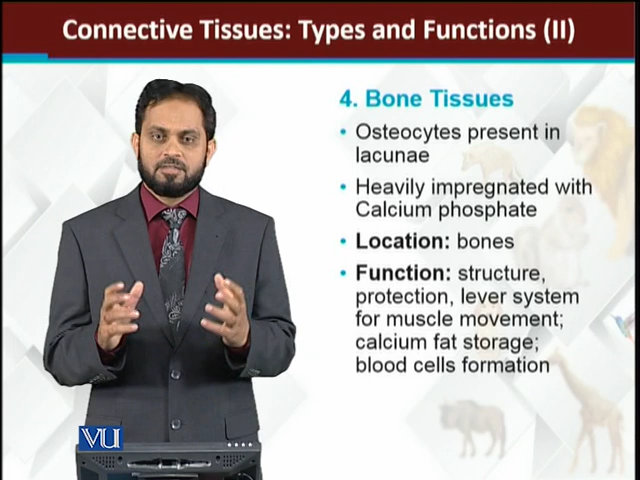 Connective Tissues: Types and Functions (II)
4. Bone Tissues
• Osteocytes present in
lacunae
• Heavily impregnated with
Calcium phosphate
• Location: bones
• Function: structure,
protection, lever system
for muscle movement;
calcium fat storage;
blood cells formation
VU